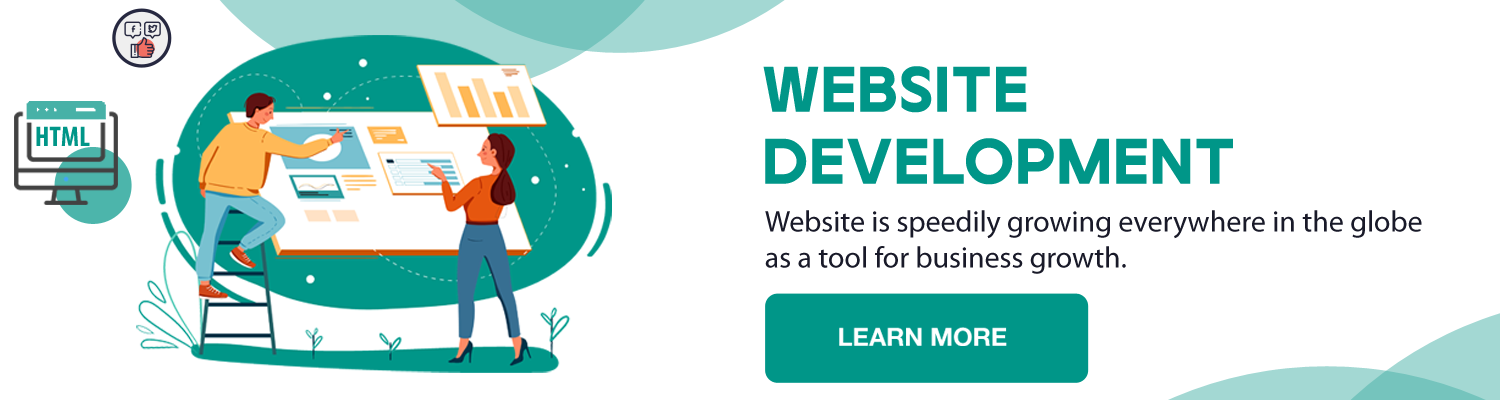 HTML
WEBSITE
DEVELOPMENT
Website is speedily growing everywhere in the globe
as a tool for business growth.
LEARN MORE